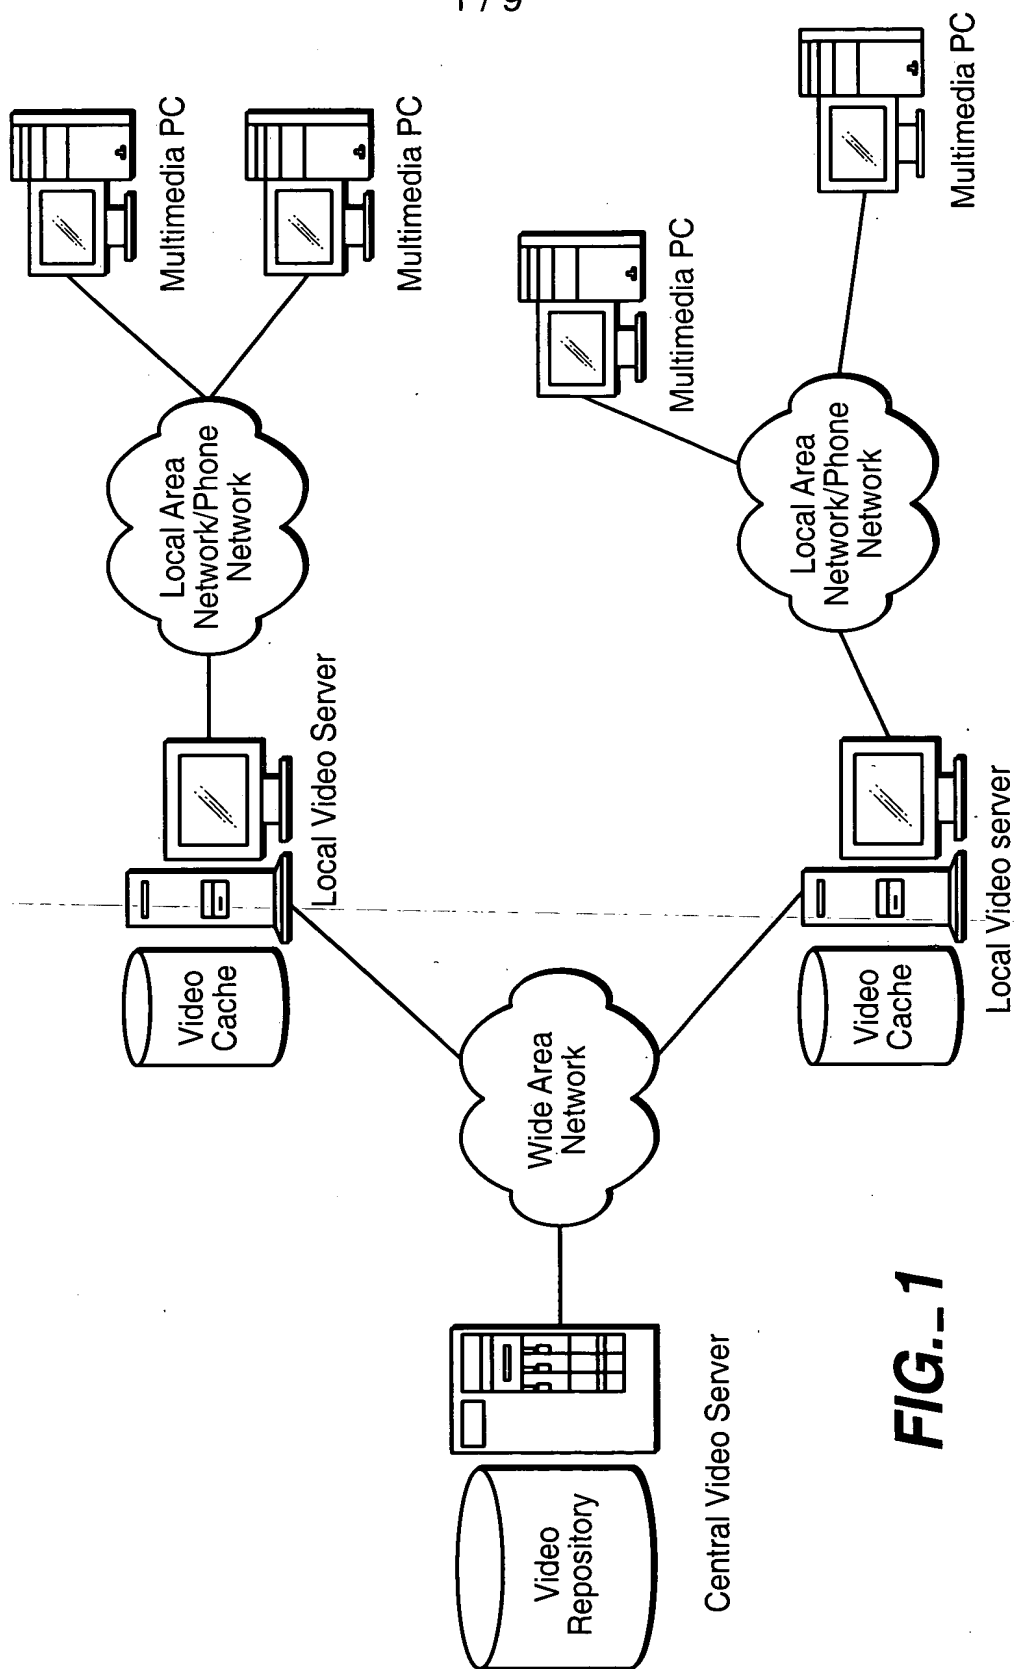 1 / 9
Multimedia PC
Multimedia PC
Multimedia PC
Multimedia PC
Local Area
Network/Phone
Network
Local Area
Network/Phone
Network
Local Video Server
Video
Cache
Local Video server
Video
Cache
Wide Area
Network
Central Video Server
Video
Repository
FIG._1